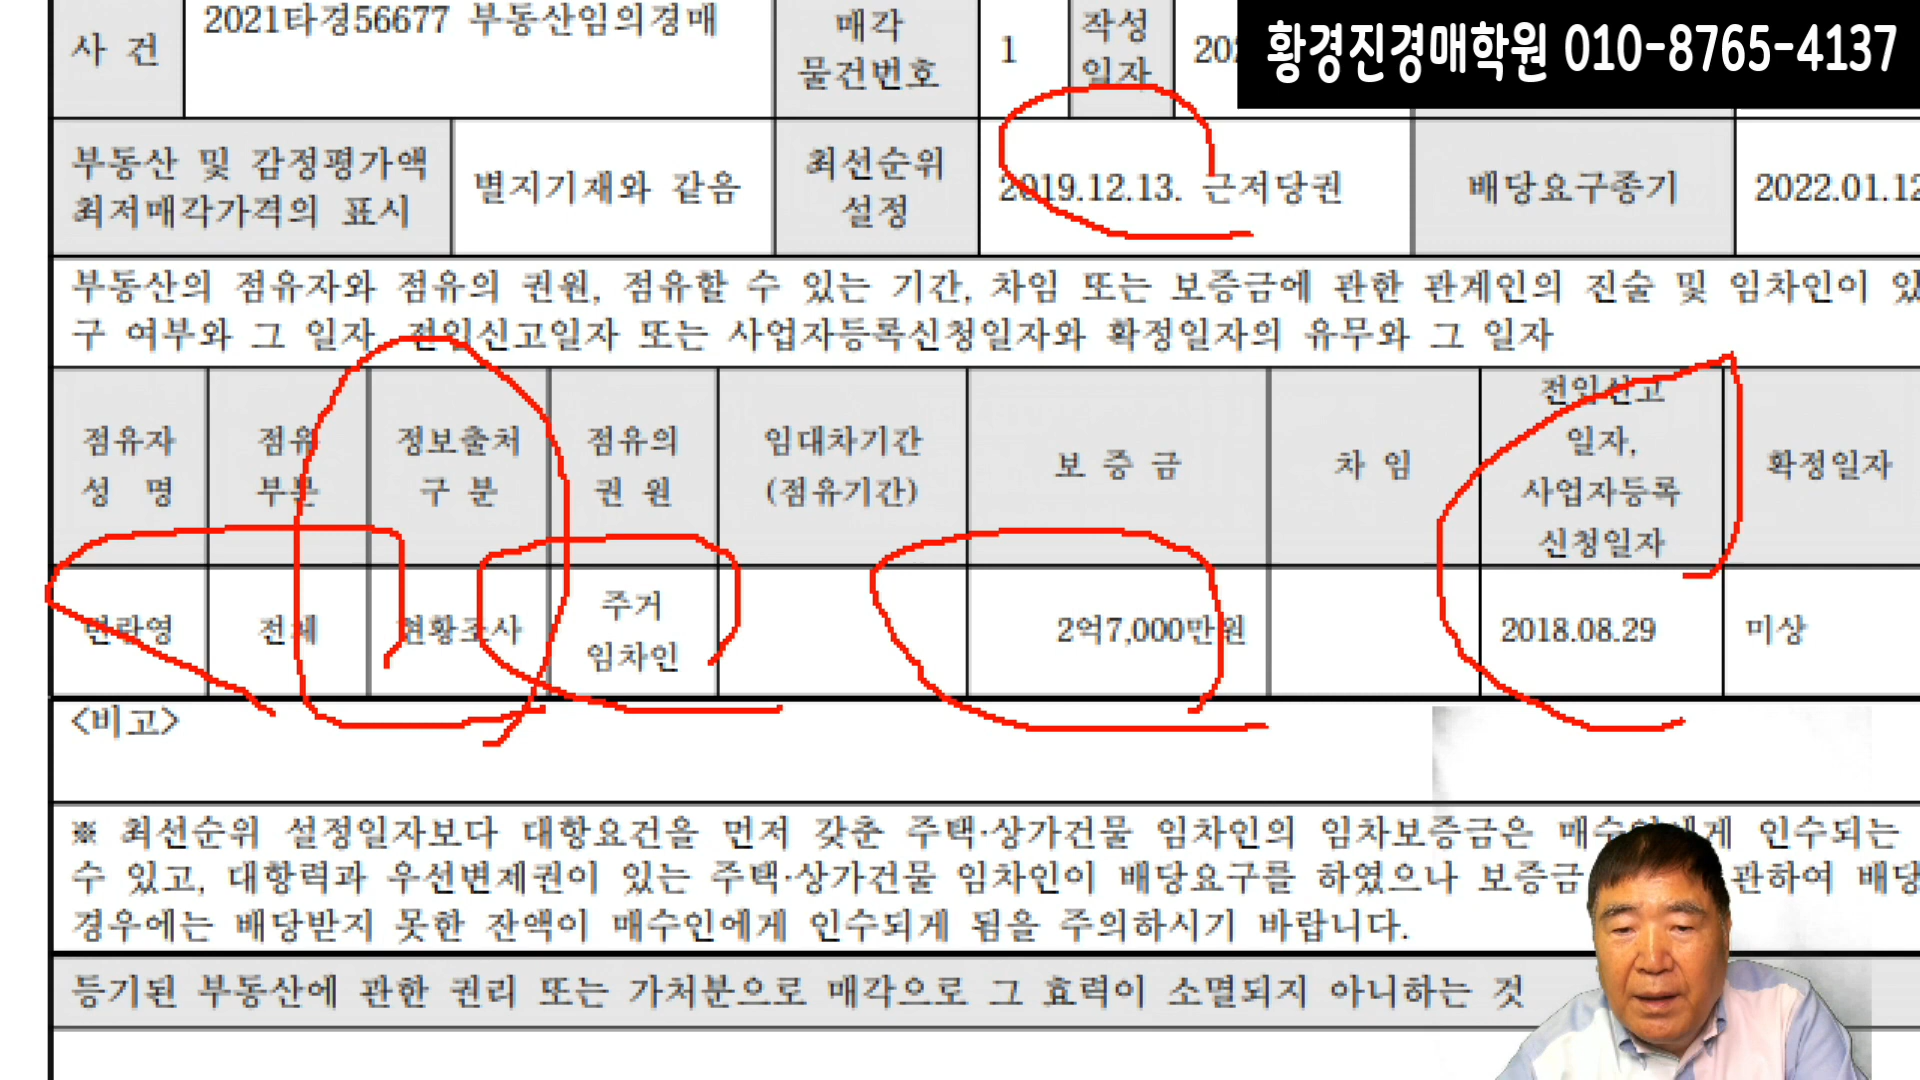 황경진경매학원 010-8765-4137
사 건
2021타경56677 부동산임의경매
매각
물건번호
1
작성
일자
부동산 및 감정평가액
최저매각가격의 표시
별지기재와 같음
최선순위
설정
2019.12.13. 근저당권
배당요구종기
2022.01.12
부동산의 점유자와 점유의 권원, 점유할 수 있는 기간, 차임 또는 보증금에 관한 관계인의 진술 및 임차인이 있
구 여부와 그 일자, 전입신고일자 또는 사업자등록신청일자와 확정일자의 유무와 그 일자
점유자
성 명
점유
부분
정보출처
구 분
점유의
권 원
임대차기간
(점유기간)
보 증 금
차 임
전입신고
일자,
사업자등록
신청일자
확정일자
전체
현황조사
주거
임차인
2억7,000만원
2018.08.29
미상
<비고>
※ 최선순위 설정일자보다 대항요건을 먼저 갖춘 주택·상가건물 임차인의 임차보증금은 매수인에게 인수되는
수 있고, 대항력과 우선변제권이 있는 주택·상가건물 임차인이 배당요구를 하였으나 보증금 관하여 배당
경우에는 배당받지 못한 잔액이 매수인에게 인수되게 됨을 주의하시기 바랍니다.
등기된 부동산에 관한 권리 또는 가처분으로 매각으로 그 효력이 소멸되지 아니하는 것